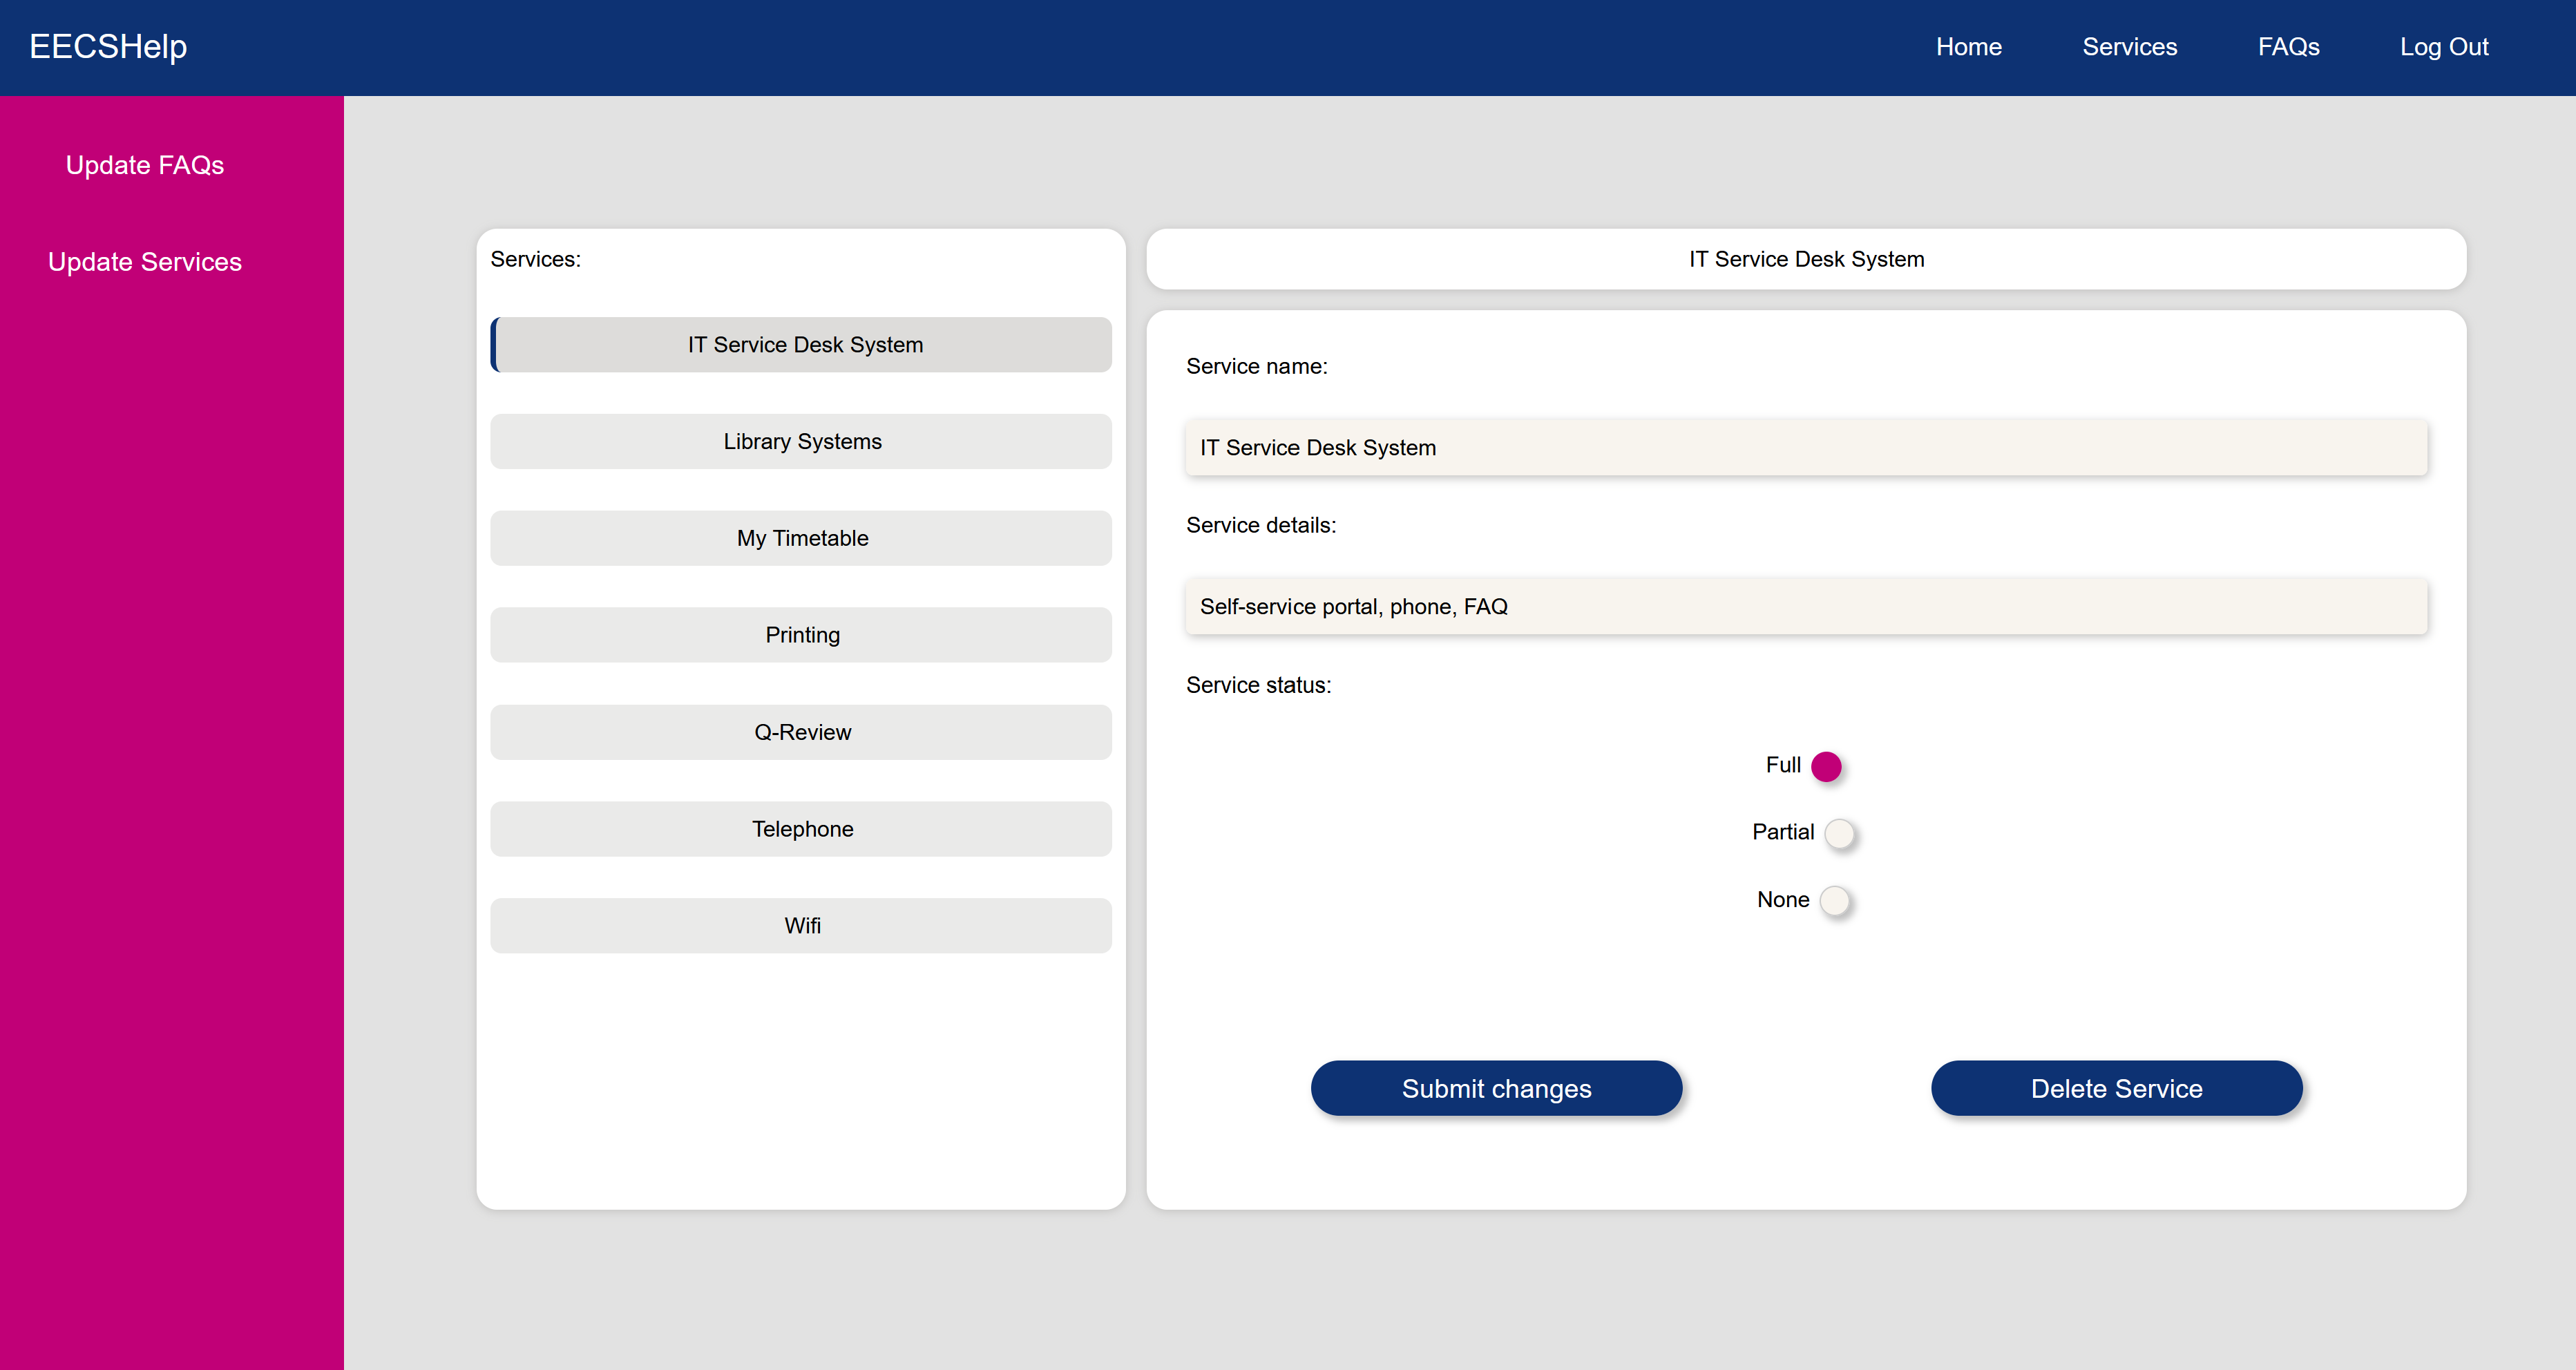 EECSHelp
Home Services FAQs Log Out
Update FAQs
Update Services
Services:
IT Service Desk System
Library Systems
My Timetable
Printing
Q-Review
Telephone
Wifi
IT Service Desk System
Service name:
IT Service Desk System
Service details:
Self-service portal, phone, FAQ
Service status:
Full
Partial
None
Submit changes
Delete Service